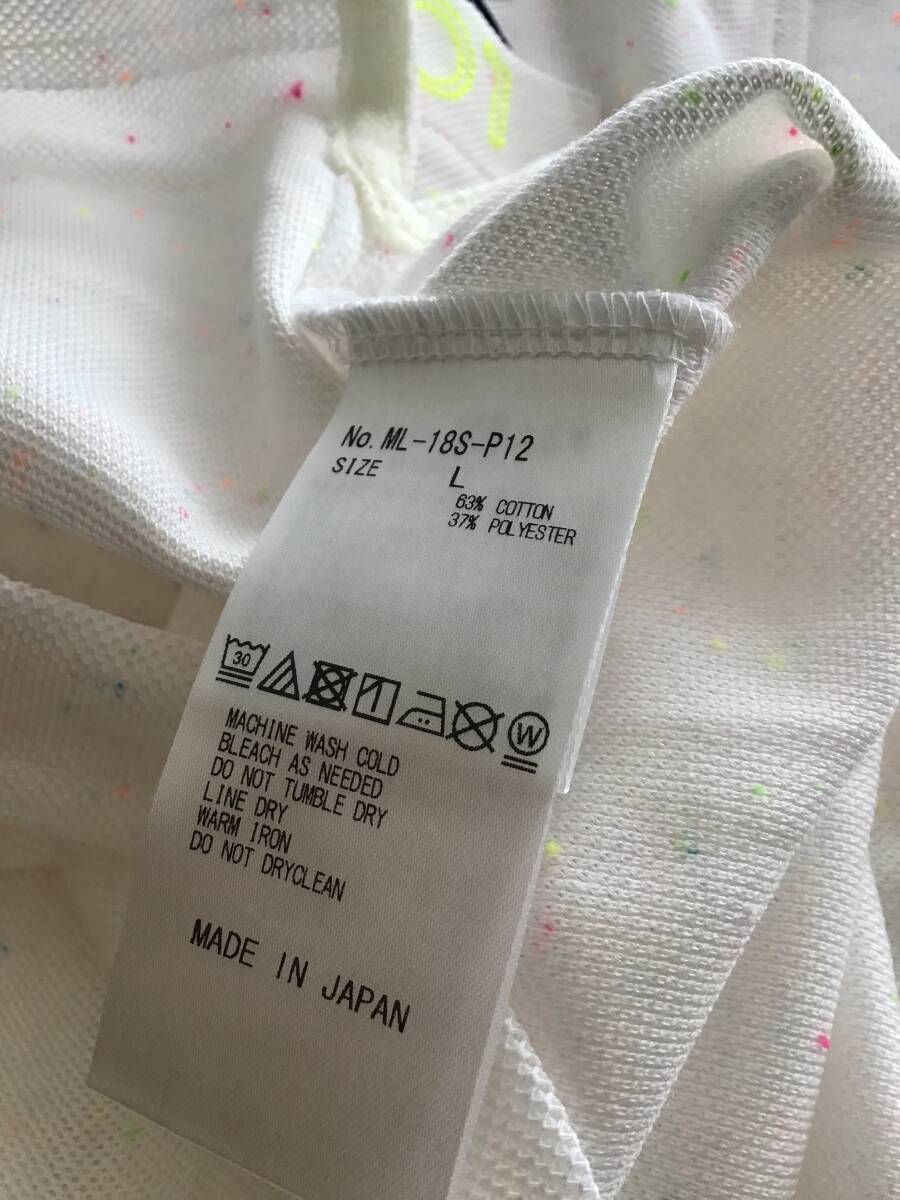 No. ML-18S-P12
SIZE L
63% COTTON
37% POLYESTER
30
W
MACHINE WASH COLD
BLEACH AS NEEDED
DO NOT TUMBLE DRY
LINE DRY
WARM IRON
DO NOT DRYCLEAN
MADE IN JAPAN